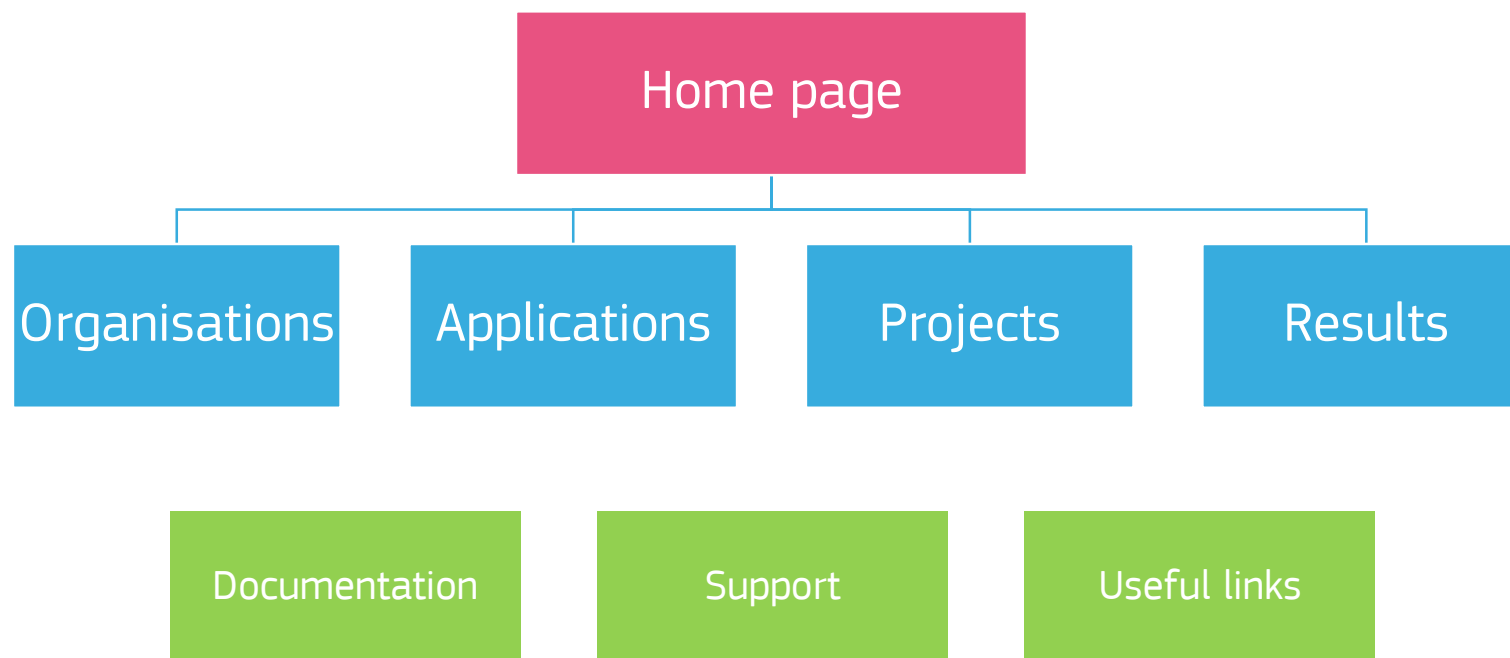 Home page
Organisations
Applications
Projects
Results
Documentation
Support
Useful links